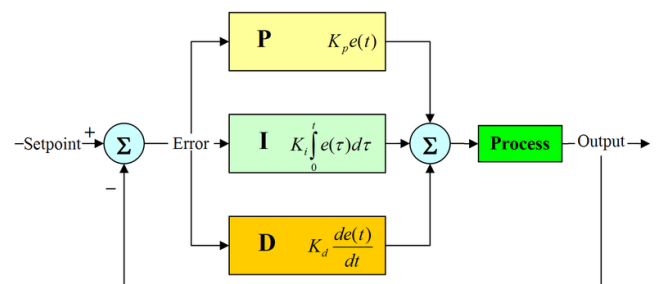 P K_p e(t)
–Setpoint + Σ Error I K_i ∫_0^t e(τ)dτ Σ Process Output
−
D K_d de(t)/dt